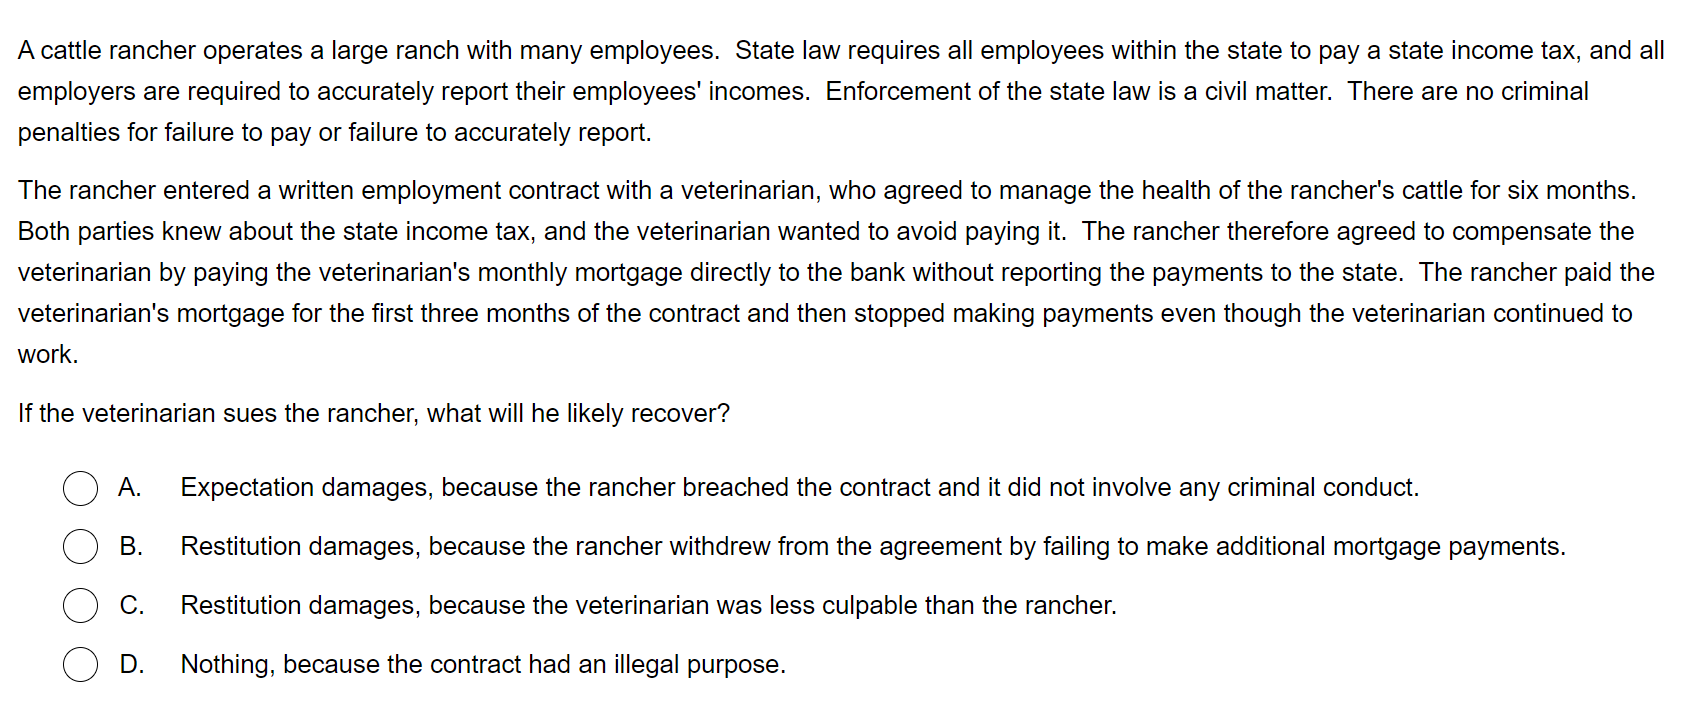 A cattle rancher operates a large ranch with many employees.  State law requires all employees within the state to pay a state income tax, and all
employers are required to accurately report their employees' incomes.  Enforcement of the state law is a civil matter.  There are no criminal
penalties for failure to pay or failure to accurately report.
The rancher entered a written employment contract with a veterinarian, who agreed to manage the health of the rancher's cattle for six months.
Both parties knew about the state income tax, and the veterinarian wanted to avoid paying it.  The rancher therefore agreed to compensate the
veterinarian by paying the veterinarian's monthly mortgage directly to the bank without reporting the payments to the state.  The rancher paid the
veterinarian's mortgage for the first three months of the contract and then stopped making payments even though the veterinarian continued to
work.
If the veterinarian sues the rancher, what will he likely recover?
A. Expectation damages, because the rancher breached the contract and it did not involve any criminal conduct.
B. Restitution damages, because the rancher withdrew from the agreement by failing to make additional mortgage payments.
C. Restitution damages, because the veterinarian was less culpable than the rancher.
D. Nothing, because the contract had an illegal purpose.